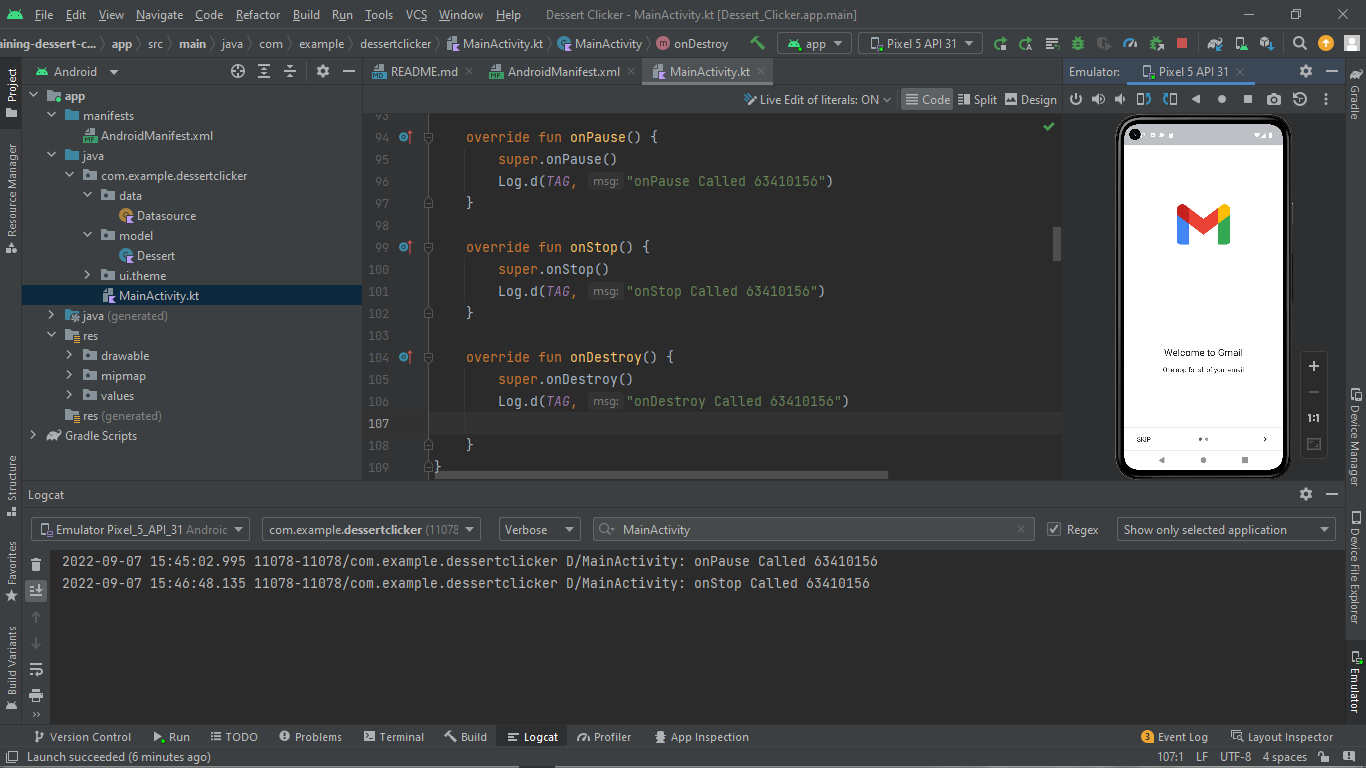 File Edit View Navigate Code Refactor Build Run Tools VCS Window Help Dessert Clicker - MainActivity.kt [Dessert_Clicker.app.main]
aining-dessert-c... app src main java com example dessertclicker MainActivity.kt MainActivity onDestroy app Pixel 5 API 31
Android README.md AndroidManifest.xml MainActivity.kt Emulator: Pixel 5 API 31
Live Edit of literals: ON Code Split Design
Project
Resource Manager
Structure
Favorites
Build Variants
app
manifests
AndroidManifest.xml
java
com.example.dessertclicker
data
Datasource
model
Dessert
ui.theme
MainActivity.kt
java (generated)
res
drawable
mipmap
values
res (generated)
Gradle Scripts
93
94 override fun onPause() {
95 super.onPause()
96 Log.d(TAG, msg: "onPause Called 63410156")
97 }
98
99 override fun onStop() {
100 super.onStop()
101 Log.d(TAG, msg: "onStop Called 63410156")
102 }
103
104 override fun onDestroy() {
105 super.onDestroy()
106 Log.d(TAG, msg: "onDestroy Called 63410156")
107
108 }
109 }
Welcome to Gmail
One app for all of your email
SKIP
1:1
Gradle
Device Manager
Device File Explorer
Emulator
Logcat
Emulator Pixel_5_API_31 Androic com.example.dessertclicker (11078 Verbose MainActivity Regex Show only selected application
2022-09-07 15:45:02.995 11078-11078/com.example.dessertclicker D/MainActivity: onPause Called 63410156
2022-09-07 15:46:48.135 11078-11078/com.example.dessertclicker D/MainActivity: onStop Called 63410156
Version Control Run TODO Problems Terminal Build Logcat Profiler App Inspection 3 Event Log Layout Inspector
Launch succeeded (6 minutes ago) 107:1 LF UTF-8 4 spaces